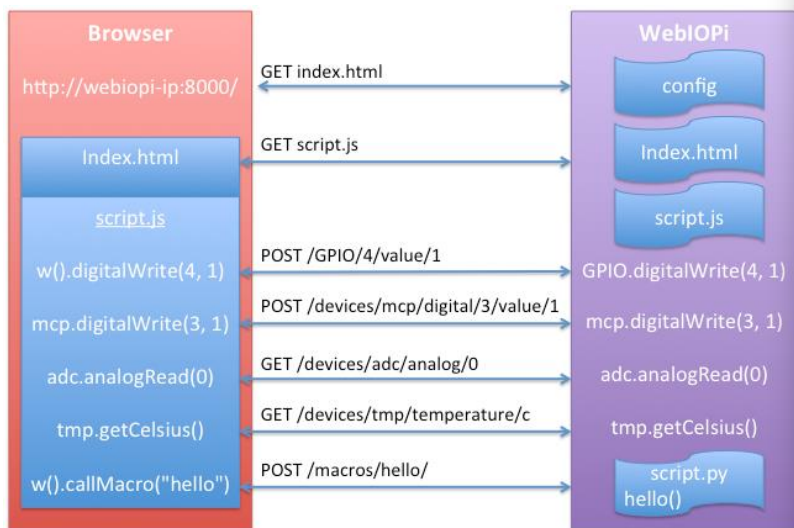 Browser
WebIOPi
http://webiopi-ip:8000/
GET index.html
config
Index.html
GET script.js
Index.html
script.js
script.js
w().digitalWrite(4, 1)
POST /GPIO/4/value/1
GPIO.digitalWrite(4, 1)
mcp.digitalWrite(3, 1)
POST /devices/mcp/digital/3/value/1
mcp.digitalWrite(3, 1)
adc.analogRead(0)
GET /devices/adc/analog/0
adc.analogRead(0)
tmp.getCelsius()
GET /devices/tmp/temperature/c
tmp.getCelsius()
w().callMacro("hello")
POST /macros/hello/
script.py
hello()